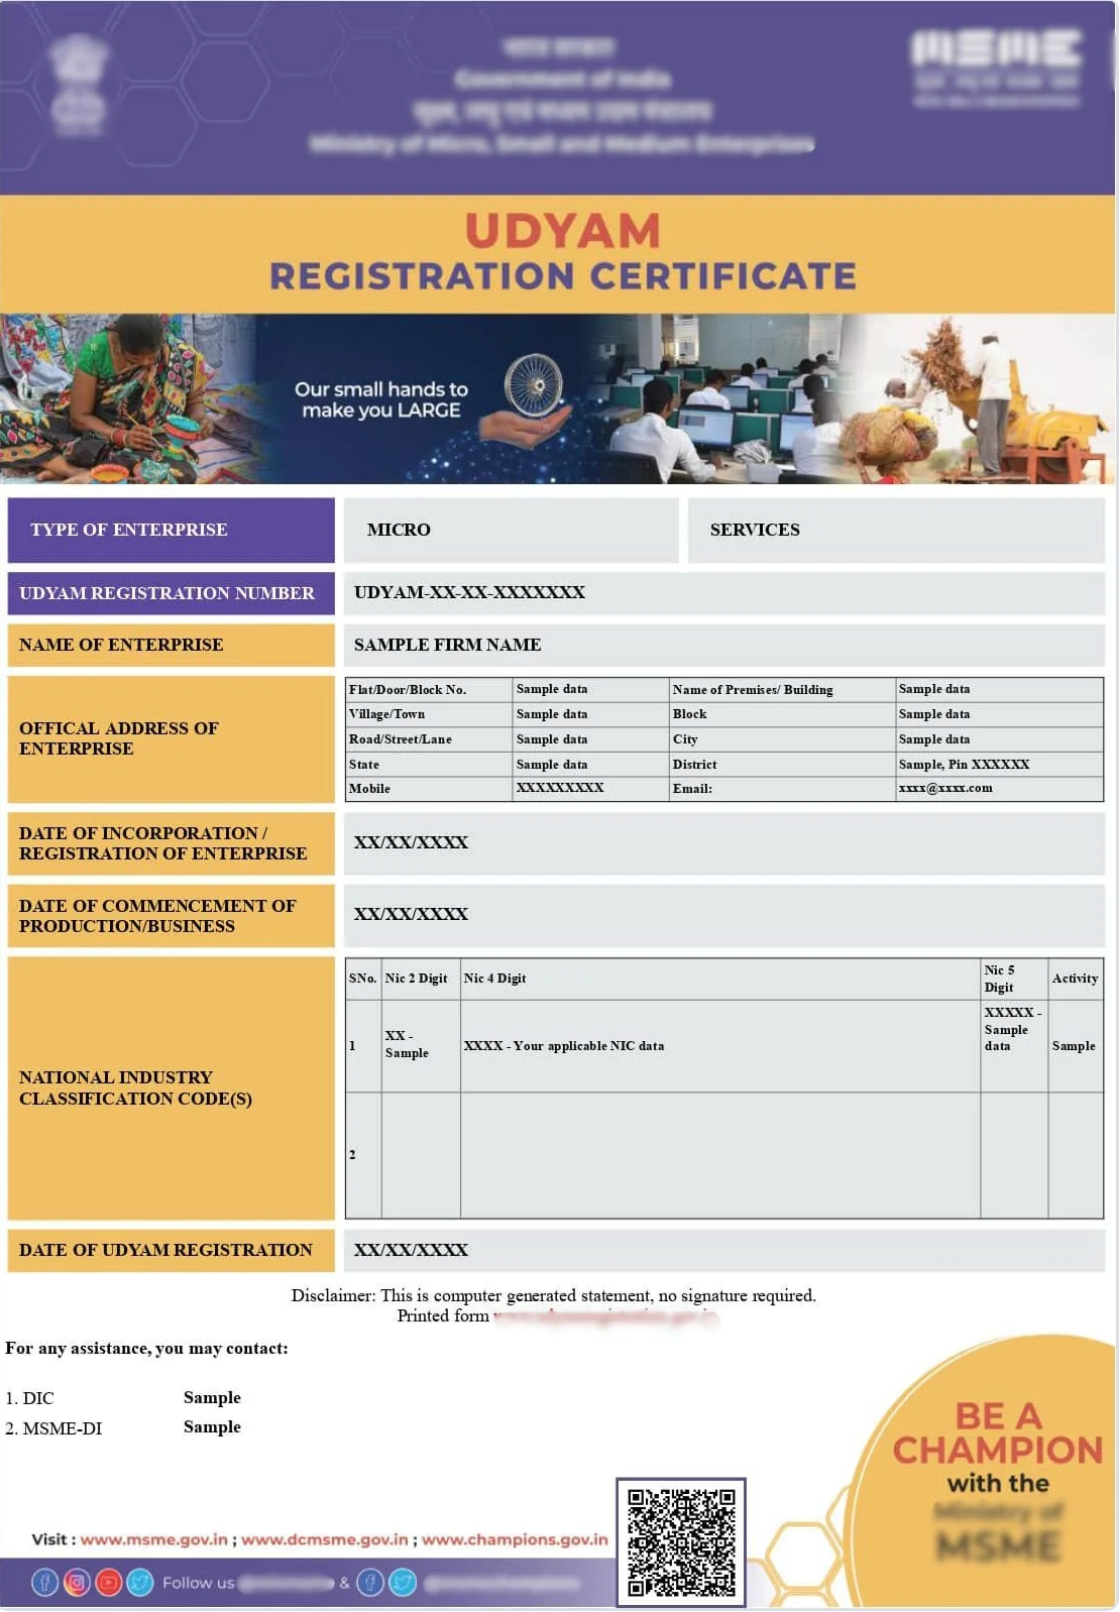 UDYAM
REGISTRATION CERTIFICATE
Our small hands to
make you LARGE
TYPE OF ENTERPRISE MICRO SERVICES
UDYAM REGISTRATION NUMBER UDYAM-XX-XX-XXXXXXX
NAME OF ENTERPRISE SAMPLE FIRM NAME
OFFICAL ADDRESS OF
ENTERPRISE
Flat/Door/Block No. Sample data Name of Premises/ Building Sample data
Village/Town Sample data Block Sample data
Road/Street/Lane Sample data City Sample data
State Sample data District Sample, Pin XXXXXX
Mobile XXXXXXXXX Email: xxxx@xxxx.com
DATE OF INCORPORATION /
REGISTRATION OF ENTERPRISE
XX/XX/XXXX
DATE OF COMMENCEMENT OF
PRODUCTION/BUSINESS
XX/XX/XXXX
NATIONAL INDUSTRY
CLASSIFICATION CODE(S)
SNo. Nic 2 Digit Nic 4 Digit Nic 5 Digit Activity
1 XX - Sample XXXX - Your applicable NIC data XXXXX - Sample data Sample
2
DATE OF UDYAM REGISTRATION XX/XX/XXXX
Disclaimer: This is computer generated statement, no signature required.
Printed form
For any assistance, you may contact:
1. DIC Sample
2. MSME-DI Sample
BE A
CHAMPION
with the
Visit : www.msme.gov.in ; www.dcmsme.gov.in ; www.champions.gov.in
Follow us &